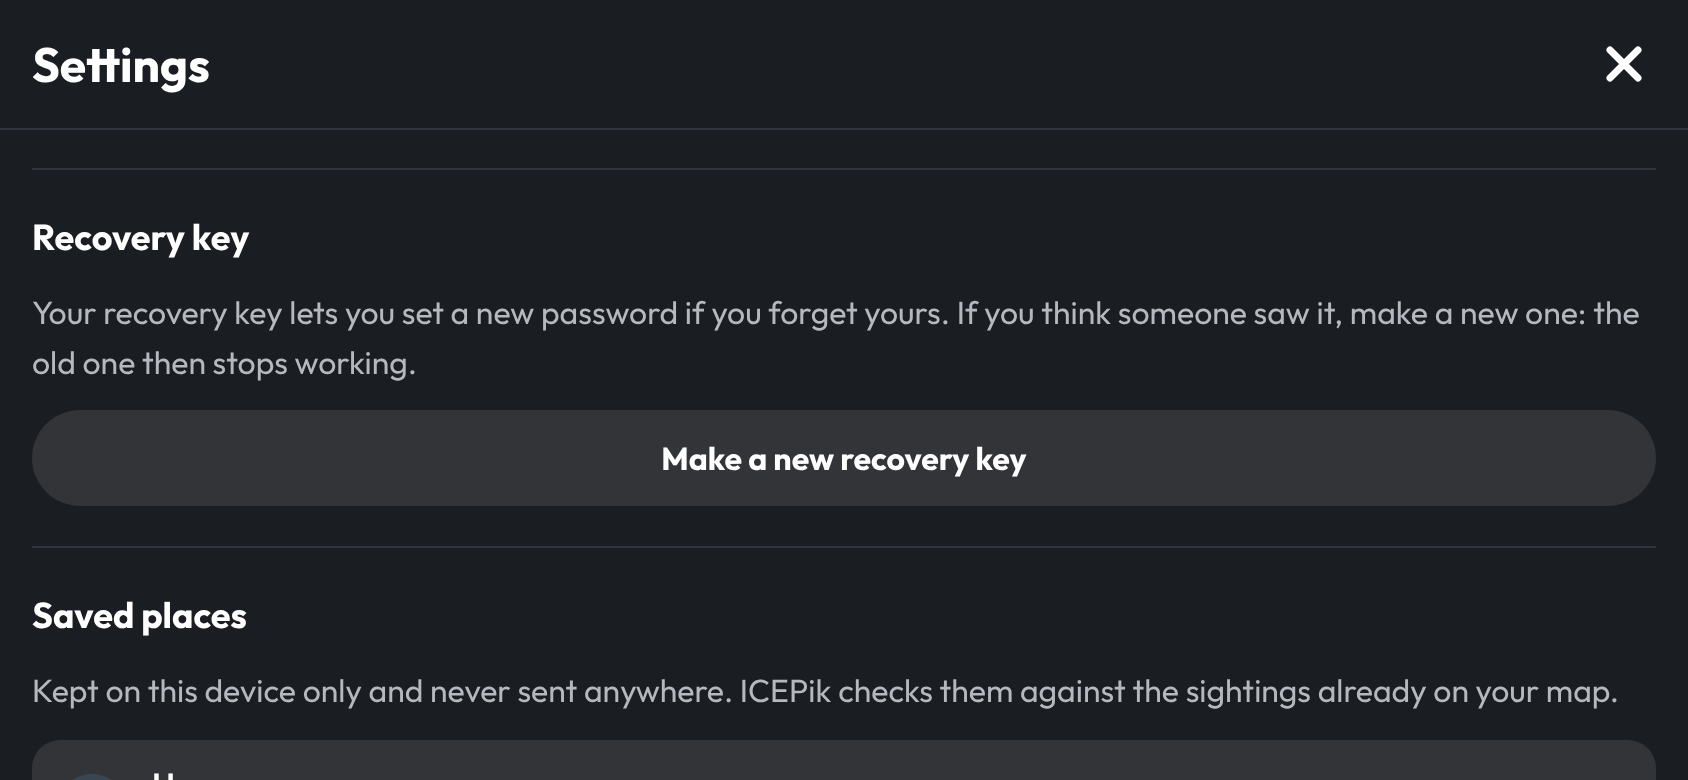 Settings
Recovery key
Your recovery key lets you set a new password if you forget yours. If you think someone saw it, make a new one: the
old one then stops working.
Make a new recovery key
Saved places
Kept on this device only and never sent anywhere. ICEPik checks them against the sightings already on your map.